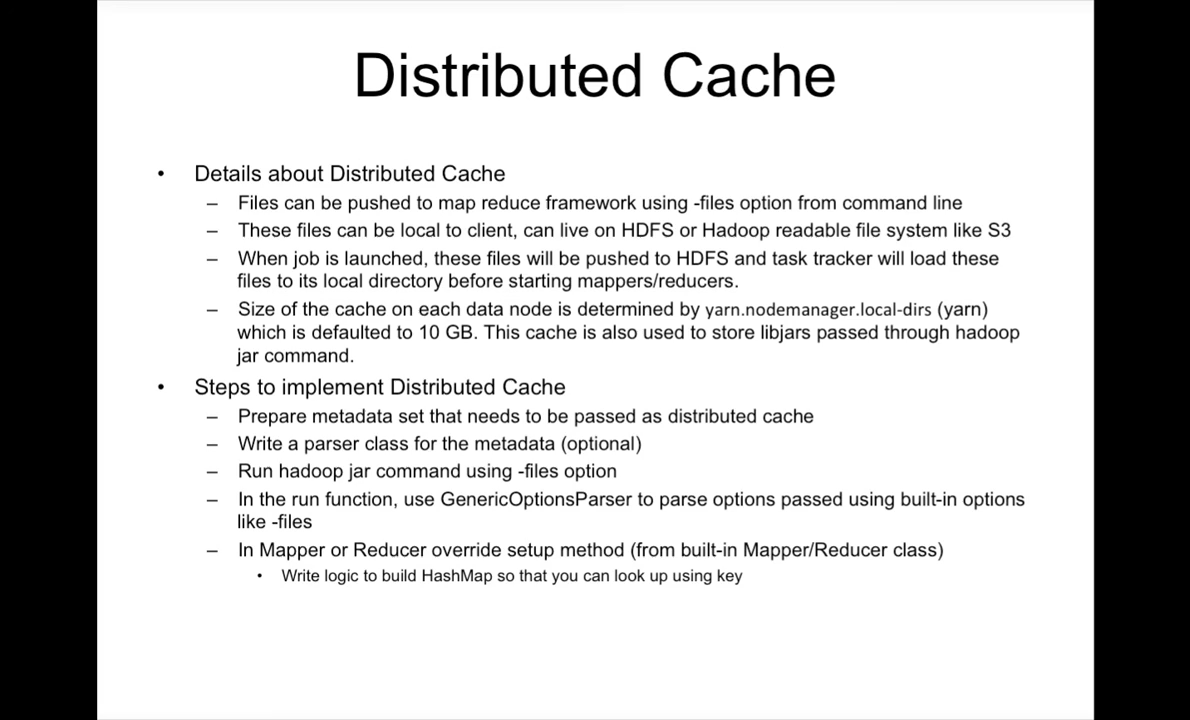 Distributed Cache
• Details about Distributed Cache
– Files can be pushed to map reduce framework using -files option from command line
– These files can be local to client, can live on HDFS or Hadoop readable file system like S3
– When job is launched, these files will be pushed to HDFS and task tracker will load these
files to its local directory before starting mappers/reducers.
– Size of the cache on each data node is determined by yarn.nodemanager.local-dirs (yarn)
which is defaulted to 10 GB. This cache is also used to store libjars passed through hadoop
jar command.
• Steps to implement Distributed Cache
– Prepare metadata set that needs to be passed as distributed cache
– Write a parser class for the metadata (optional)
– Run hadoop jar command using -files option
– In the run function, use GenericOptionsParser to parse options passed using built-in options
like -files
– In Mapper or Reducer override setup method (from built-in Mapper/Reducer class)
• Write logic to build HashMap so that you can look up using key